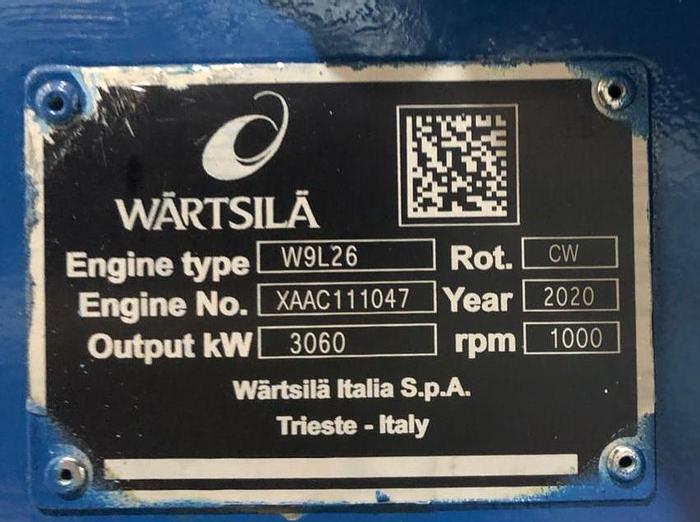 WÄRTSILÄ
Engine type W9L26 Rot. CW
Engine No. XAAC111047 Year 2020
Output kW 3060 rpm 1000
Wärtsilä Italia S.p.A.
Trieste - Italy